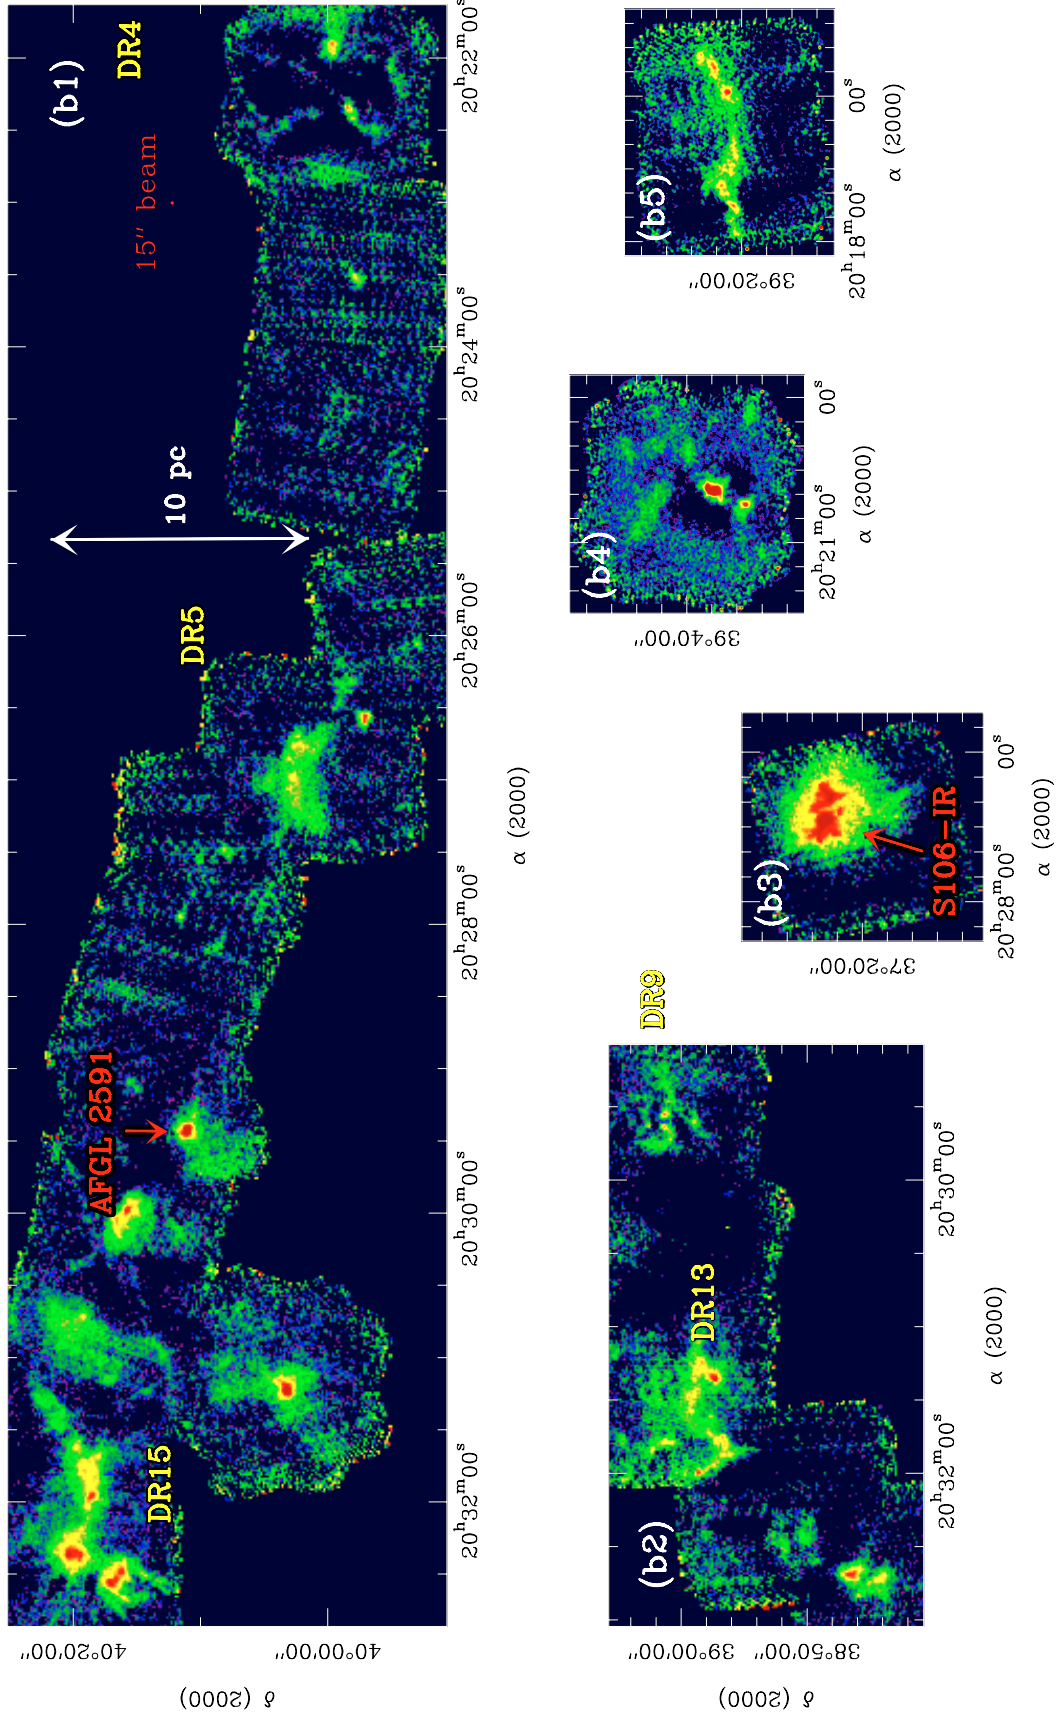 (b1)
DR4
15″ beam
10 pc
DR5
AFGL 2591
DR15
20ʰ32ᵐ00ˢ
20ʰ30ᵐ00ˢ
20ʰ28ᵐ00ˢ
20ʰ26ᵐ00ˢ
20ʰ24ᵐ00ˢ
20ʰ22ᵐ00ˢ
α (2000)
40°20'00"
40°00'00"
δ (2000)
(b2)
DR13
DR9
20ʰ32ᵐ00ˢ
20ʰ30ᵐ00ˢ
α (2000)
39°00'00"
38°50'00"
δ (2000)
(b3)
S106-IR
20ʰ28ᵐ00ˢ
00ˢ
α (2000)
37°20'00"
(b4)
20ʰ21ᵐ00ˢ
00ˢ
α (2000)
39°40'00"
(b5)
20ʰ18ᵐ00ˢ
00ˢ
α (2000)
39°20'00"